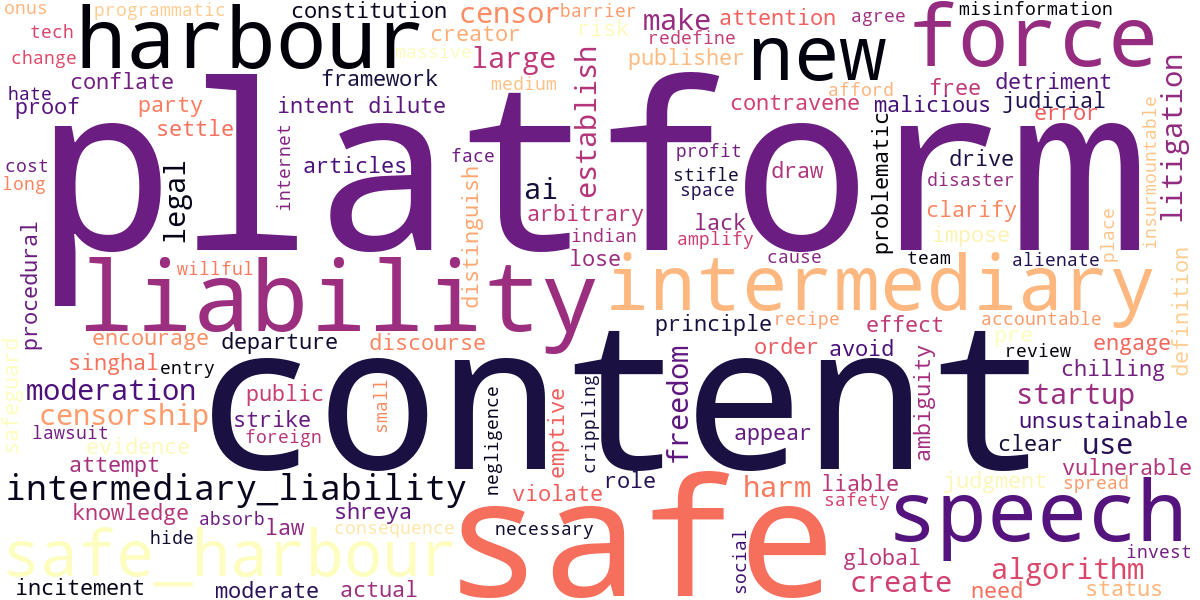 onus programmatic constitution censor barrier make attention agree misinformation
tech harbour creator risk redefine new force
change massive large publisher
conflate framework medium afford free detriment
hate proof party intent dilute establish contravene malicious judicial litigation
settle platform error insurmountable
internet legal articles face profit draw problematic drive
cost stifle disaster
long ai space
distinguish arbitrary lack clarify
procedural indian amplify impose place
liability willful lose cause team alienate
intermediary definition
encourage departure discourse principle recipe effect accountable
safeguard singhal entry content order avoid pre review engage
moderation public small freedom ambiguity chilling
censorship strike crippling startup
lawsuit foreign emptive appear unsustainable
evidence negligence clear use
attempt vulnerable
intermediary_liability role harm liable judgment spread
knowledge absorb shreya violate safety speech
hide law consequence safe necessary
safe_harbour social global invest
algorithm
incitement moderate actual create need status